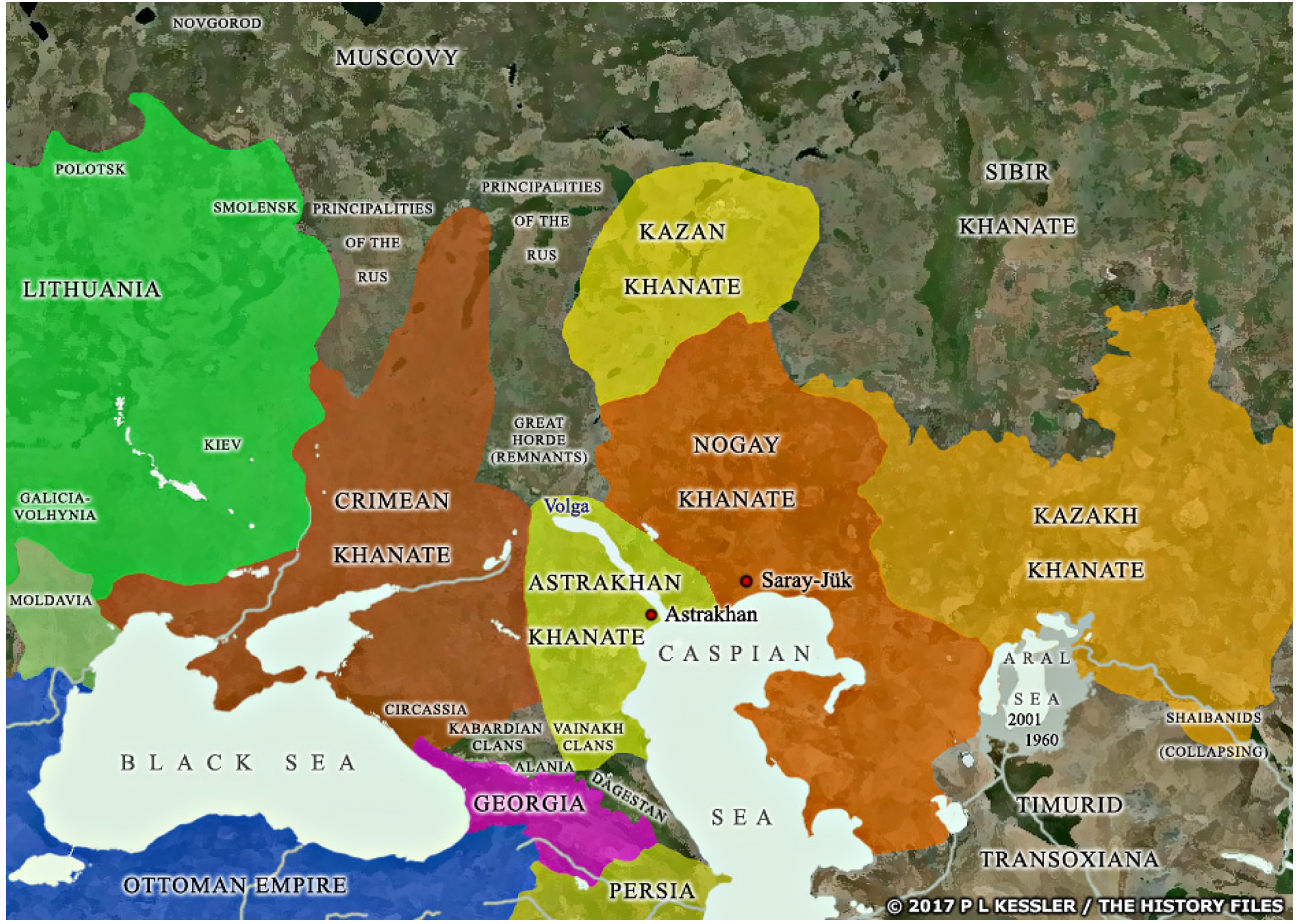 NOVGOROD
MUSCOVY
POLOTSK
SMOLENSK
PRINCIPALITIES
OF THE
RUS
PRINCIPALITIES
OF THE
RUS
KAZAN
KHANATE
SIBIR
KHANATE
LITHUANIA
KIEV
GALICIA-
VOLHYNIA
MOLDAVIA
CRIMEAN
KHANATE
GREAT
HORDE
(REMNANTS)
Volga
NOGAY
KHANATE
KAZAKH
KHANATE
ASTRAKHAN
KHANATE
Saray-Jük
Astrakhan
CASPIAN
SEA
ARAL
SEA
2001
1960
SHAIBANIDS
(COLLAPSING)
CIRCASSIA
KABARDIAN
CLANS
VAINAKH
CLANS
ALANIA
DAGESTAN
BLACK SEA
GEORGIA
TIMURID
TRANSOXIANA
OTTOMAN EMPIRE
PERSIA
© 2017 P L KESSLER / THE HISTORY FILES